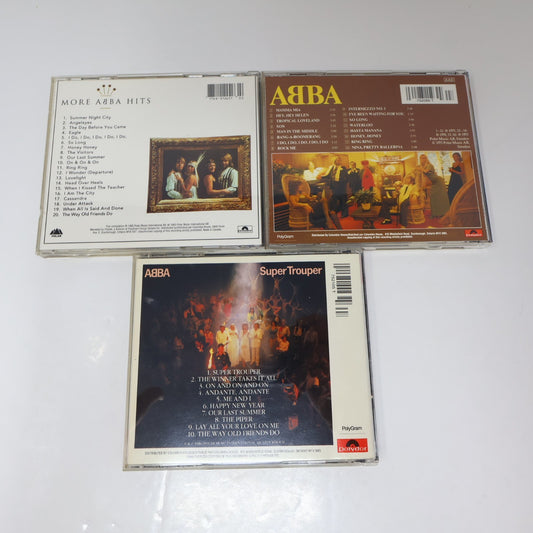 MORE ABBA HITS
1. Summer Night City
2. Angeleyes
3. The Day Before You Came
4. Eagle
5. I Do, I Do, I Do, I Do, I Do.
6. So Long
7. Honey Honey
8. The Visitors
9. Our Last Summer
10. On & On & On
11. Ring Ring
12. I Wonder (Departure)
13. Lovelight
14. Head Over Heels
15. When I Kissed The Teacher
16. I Am The City
17. Cassandra
18. Under Attack
19. When All Is Said And Done
20. The Way Old Friends Do
ABBA
MAMMA MIA
HEY, HEY HELEN
TROPICAL LOVELAND
SOS
MAN IN THE MIDDLE
BANG-A-BOOMERANG
I DO, I DO, I DO, I DO, I DO
ROCK ME
INTERMEZZO NO. 1
I'VE BEEN WAITING FOR YOU
SO LONG
WATERLOO
HASTA MANANA
HONEY, HONEY
RING RING
NINA, PRETTY BALLERINA
PolyGram
Polydor
ABBA
Super Trouper
1. SUPER TROUPER
2. THE WINNER TAKES IT ALL
3. ON AND ON AND ON
4. ANDANTE, ANDANTE
5. ME AND I
6. HAPPY NEW YEAR
7. OUR LAST SUMMER
8. THE PIPER
9. LAY ALL YOUR LOVE ON ME
10. THE WAY OLD FRIENDS DO
PolyGram
Polydor